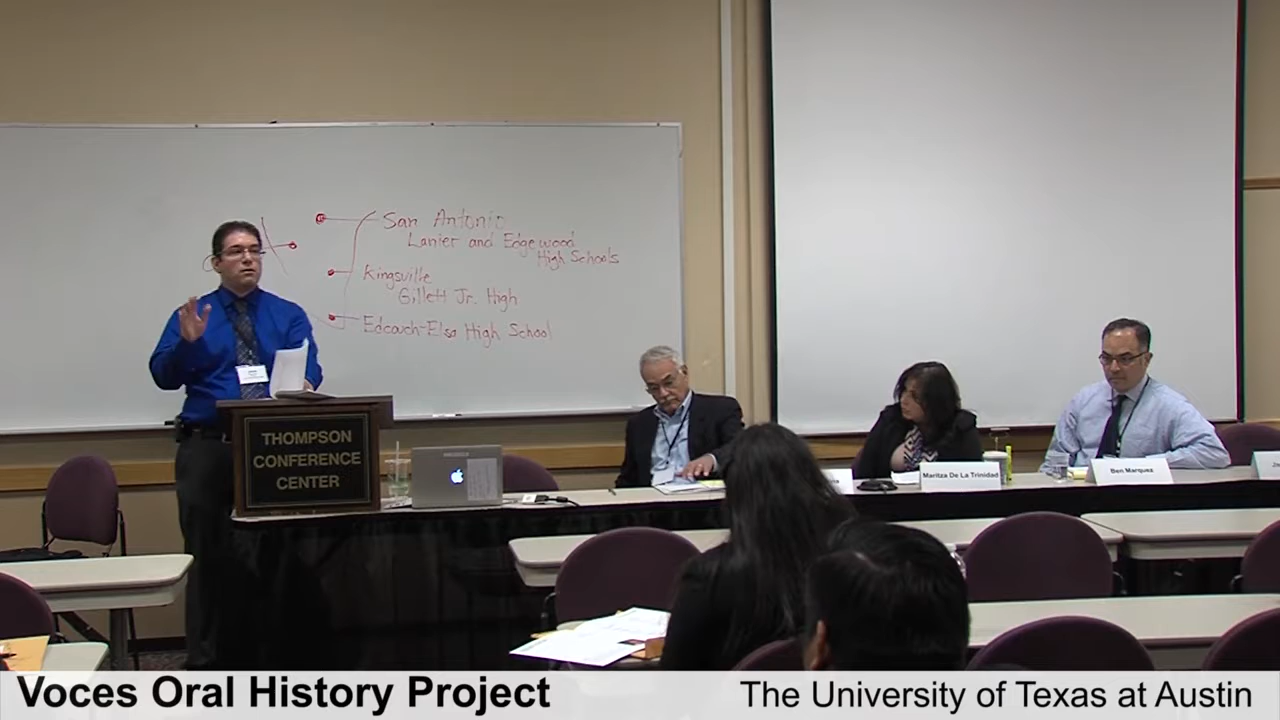 San Antonio
Lanier and Edgewood
High Schools
Kingsville
Gillett Jr. High
Edcouch-Elsa High School
THOMPSON
CONFERENCE
CENTER
Maritza De La Trinidad
Ben Marquez
Voces Oral History Project
The University of Texas at Austin